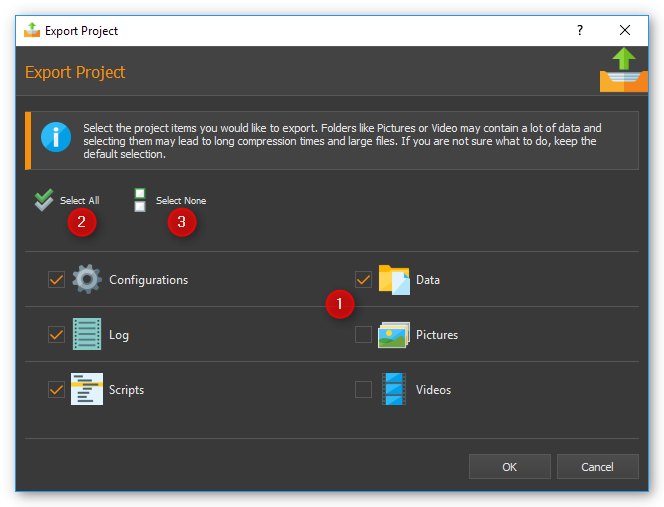 Export Project
?
Export Project
Select the project items you would like to export. Folders like Pictures or Video may contain a lot of data and
selecting them may lead to long compression times and large files. If you are not sure what to do, keep the
default selection.
Select All
Select None
2
3
Configurations
Data
1
Log
Pictures
Scripts
Videos
OK
Cancel